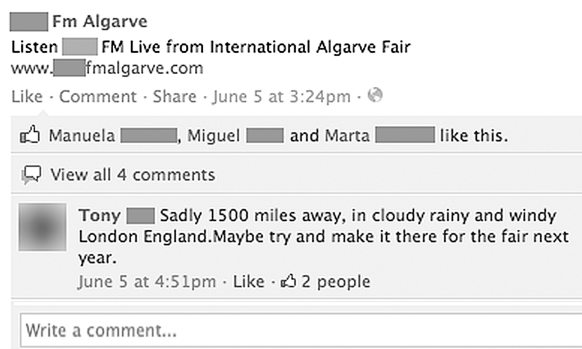 Fm Algarve
Listen FM Live from International Algarve Fair
www. fmalgarve.com
Like · Comment · Share · June 5 at 3:24pm ·
Manuela , Miguel and Marta like this.
View all 4 comments
Tony Sadly 1500 miles away, in cloudy rainy and windy
London England.Maybe try and make it there for the fair next
year.
June 5 at 4:51pm · Like · 2 people
Write a comment...